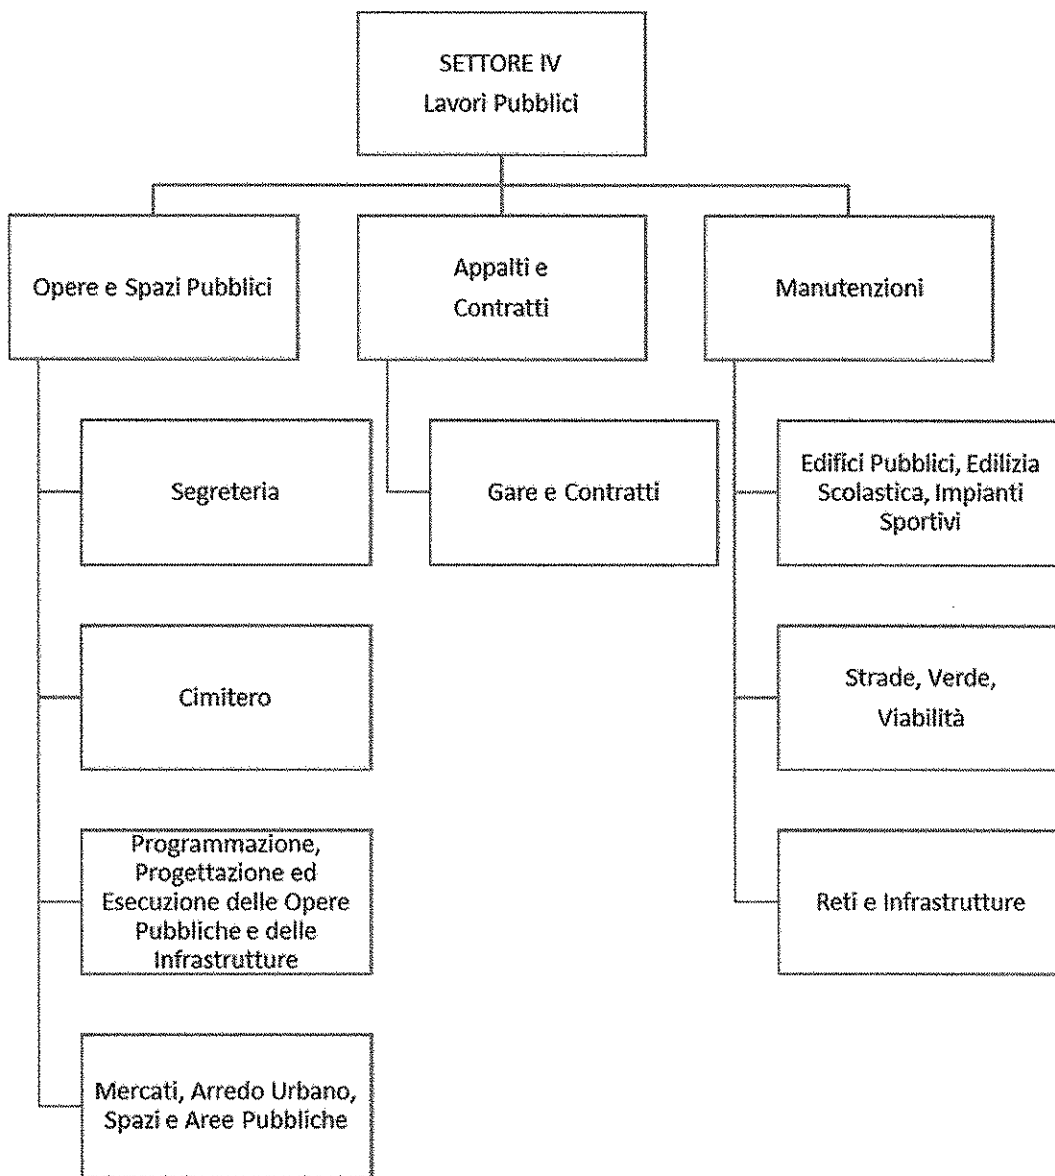 SETTORE IV
Lavori Pubblici
Opere e Spazi Pubblici
Appalti e
Contratti
Manutenzioni
Segreteria
Gare e Contratti
Edifici Pubblici, Edilizia
Scolastica, Impianti
Sportivi
Cimitero
Strade, Verde,
Viabilità
Programmazione,
Progettazione ed
Esecuzione delle Opere
Pubbliche e delle
Infrastrutture
Reti e Infrastrutture
Mercati, Arredo Urbano,
Spazi e Aree Pubbliche